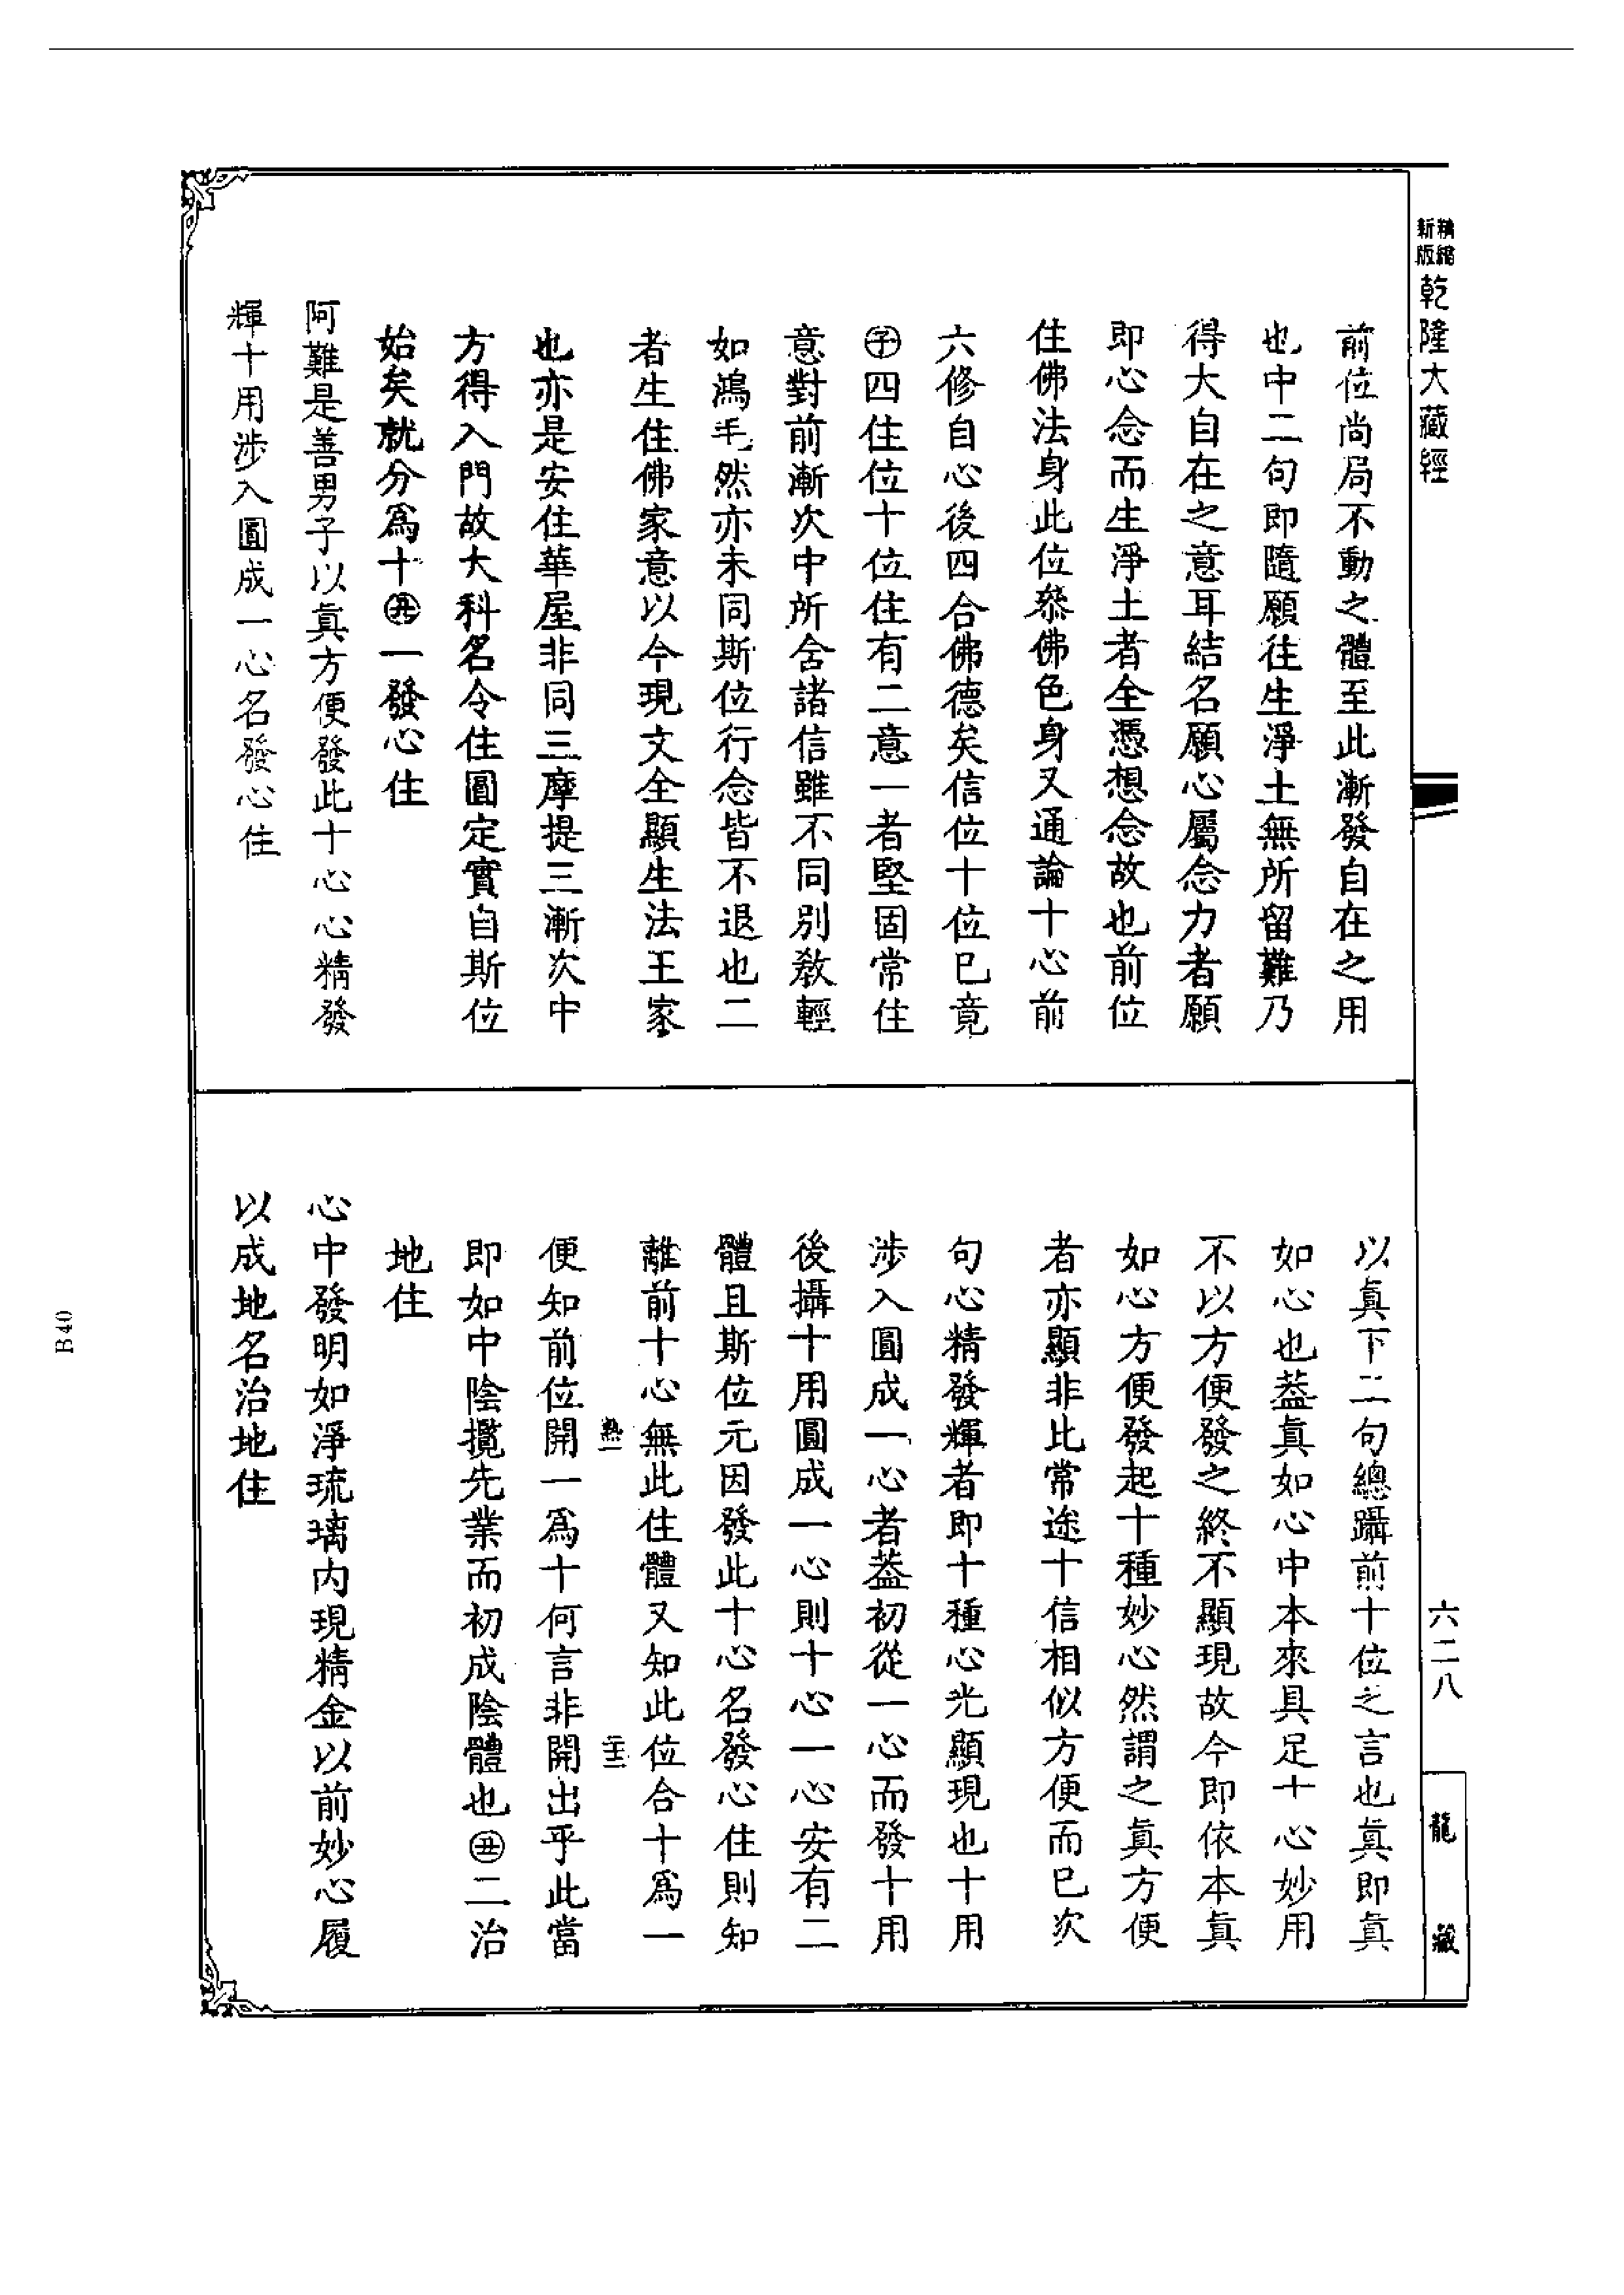 精縮新版乾隆大藏經
前位尚局不動之體至此漸發自在之用
也中二句即隨願往生淨土無所留難乃
得大自在之意耳結名願心屬念力者願
即心念而生淨土者全憑想念故也前位
住佛法身此位叅佛色身又通論十心前
六修自心後四合佛德矣信位十位已竟
㊉四住位十位住有二意一者堅固常住
意對前漸次中所含諸信雖不同別教輕
如鴻毛然亦未同斯位行念皆不退也二
者生住佛家意以今現文全顯生法王家
也亦是安住華屋非同三摩提三漸次中
方得入門故大科名令住圓定實自斯位
始矣就分為十丑一發心住
阿難是善男子以真方便發此十心心精發
輝十用涉入圓成一心名發心住
以真下二句總躡前十位之言也真即真
如心也葢真如心中本來具足十心妙用
不以方便發之終不顯現故今即依本真
如心方便發起十種妙心然謂之真方便
者亦顯非此常途十信相似方便而已次
句心精發輝者即十種心光顯現也十用
涉入圓成一心者葢初從一心而發十用
後攝十用圓成一心則十心一心安有二
體且斯位元因發此十心名發心住則知
離前十心無此住體又知此位合十為一
熟一
二主
便知前位開一為十何言非開出乎此當
即如中陰攬先業而初成陰體也丑二治
地住
心中發明如淨琉璃內現精金以前妙心履
以成地名治地住
六二八
龍藏
B40